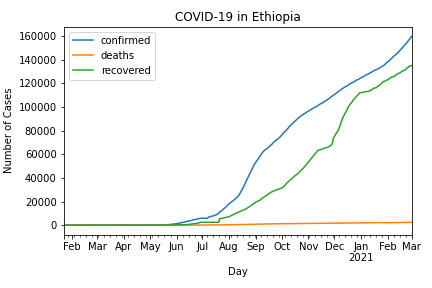 COVID-19 in Ethiopia
confirmed
deaths
recovered
160000
140000
120000
100000
80000
60000
40000
20000
0
Number of Cases
Feb Mar Apr May Jun Jul Aug Sep Oct Nov Dec Jan Feb Mar
2021
Day